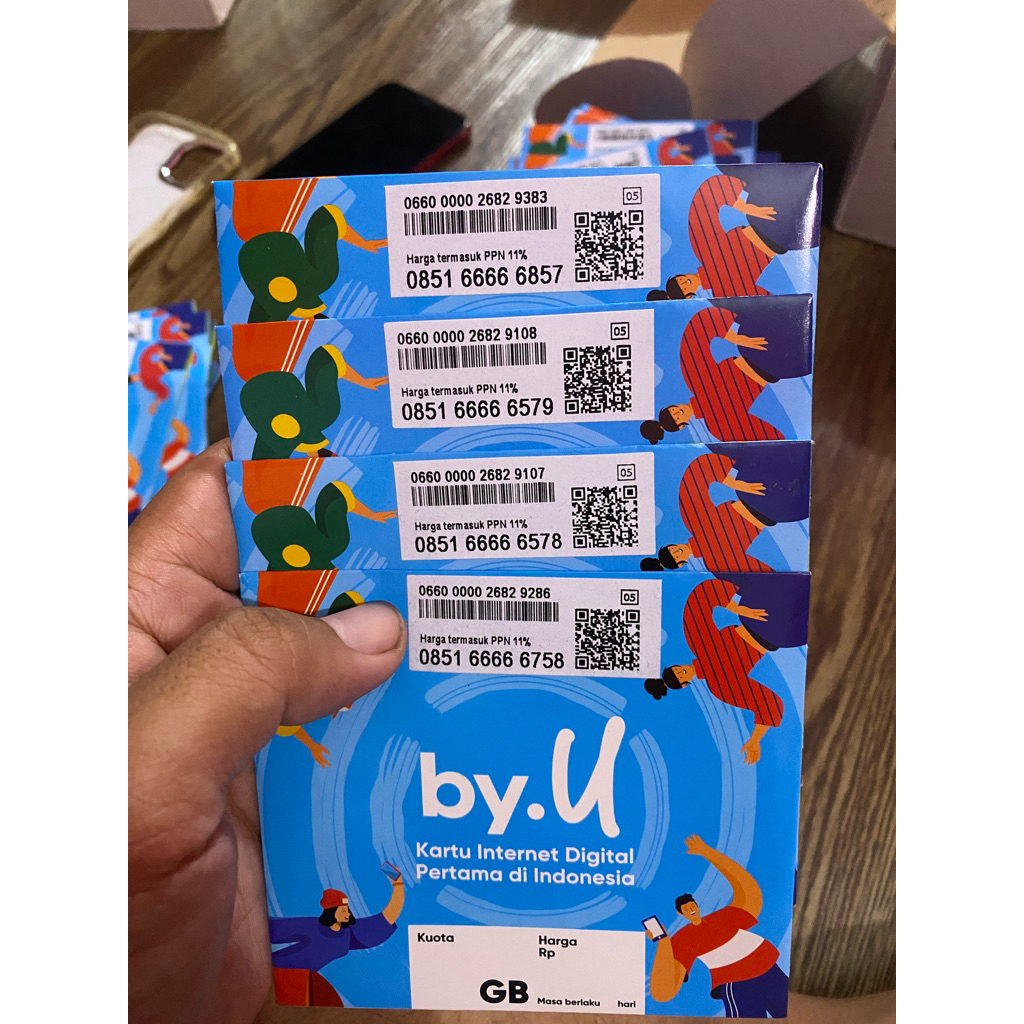 0660 0000 2682 9383
05
Harga termasuk PPN 11%
0851 6666 6857
0660 0000 2682 9108
05
Harga termasuk PPN 11%
0851 6666 6579
0660 0000 2682 9107
05
Harga termasuk PPN 11%
0851 6666 6578
0660 0000 2682 9286
05
Harga termasuk PPN 11%
0851 6666 6758
by.U
Kartu Internet Digital
Pertama di Indonesia
Kuota
Harga
Rp
GB
Masa berlaku hari